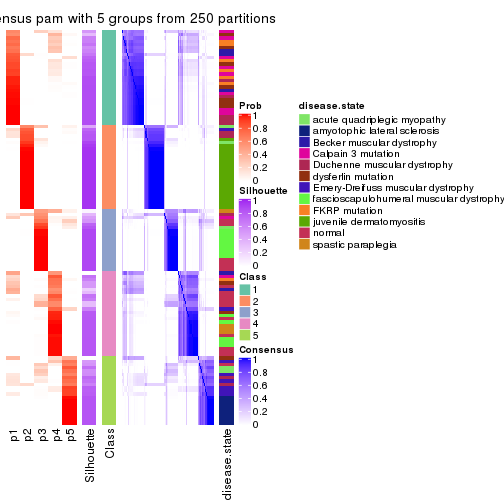 ensus pam with 5 groups from 250 partitions
Prob
1
0.8
0.6
0.4
0.2
0
Silhouette
1
0.8
0.6
0.4
0.2
0
Class
1
2
3
4
5
Consensus
1
0.8
0.6
0.4
0.2
0
disease.state
acute quadriplegic myopathy
amyotophic lateral sclerosis
Becker muscular dystrophy
Calpain 3 mutation
Duchenne muscular dystrophy
dysferlin mutation
Emery-Dreifuss muscular dystrophy
fascioscapulohumeral muscular dystrophy
FKRP mutation
juvenile dermatomyositis
normal
spastic paraplegia
p1
p2
p3
p4
p5
Silhouette
Class
disease.state